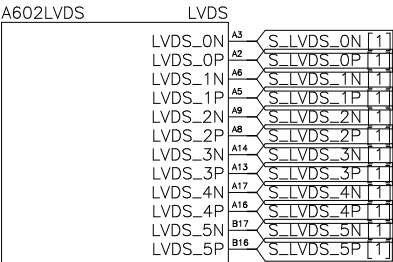 A602LVDS LVDS
LVDS_0N A3 S_LVDS_0N [1]
LVDS_0P A2 S_LVDS_0P [1]
LVDS_1N A6 S_LVDS_1N [1]
LVDS_1P A5 S_LVDS_1P [1]
LVDS_2N A9 S_LVDS_2N [1]
LVDS_2P A8 S_LVDS_2P [1]
LVDS_3N A14 S_LVDS_3N [1]
LVDS_3P A13 S_LVDS_3P [1]
LVDS_4N A17 S_LVDS_4N [1]
LVDS_4P A16 S_LVDS_4P [1]
LVDS_5N B17 S_LVDS_5N [1]
LVDS_5P B16 S_LVDS_5P [1]